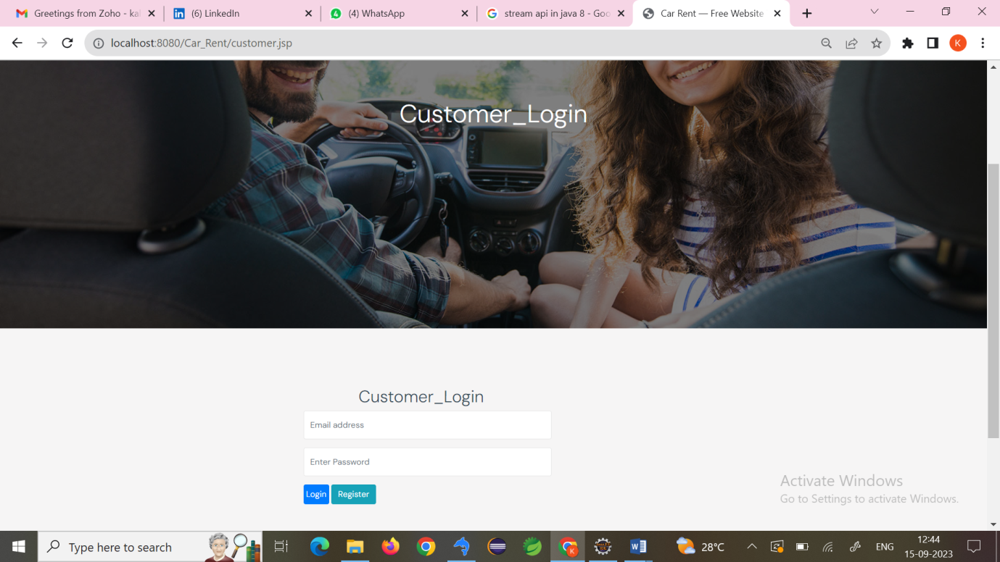 Greetings from Zoho - kal
(6) LinkedIn
(4) WhatsApp
stream api in java 8 - Goo
Car Rent — Free Website
localhost:8080/Car_Rent/customer.jsp
K
Customer_Login
Customer_Login
Email address
Enter Password
Login Register
Activate Windows
Go to Settings to activate Windows.
Type here to search
28°C
ENG
12:44
15-09-2023